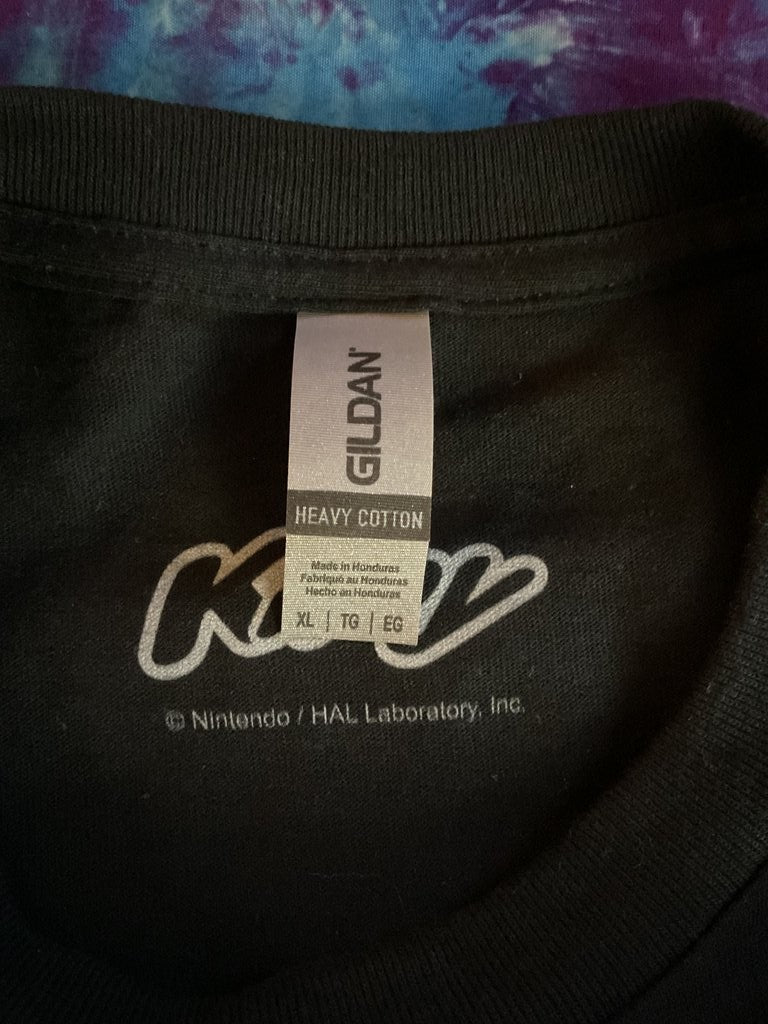 GILDAN®
HEAVY COTTON
Made in Honduras
Fabriqué au Honduras
Hecho en Honduras
XL | TG | EG
© Nintendo / HAL Laboratory, Inc.